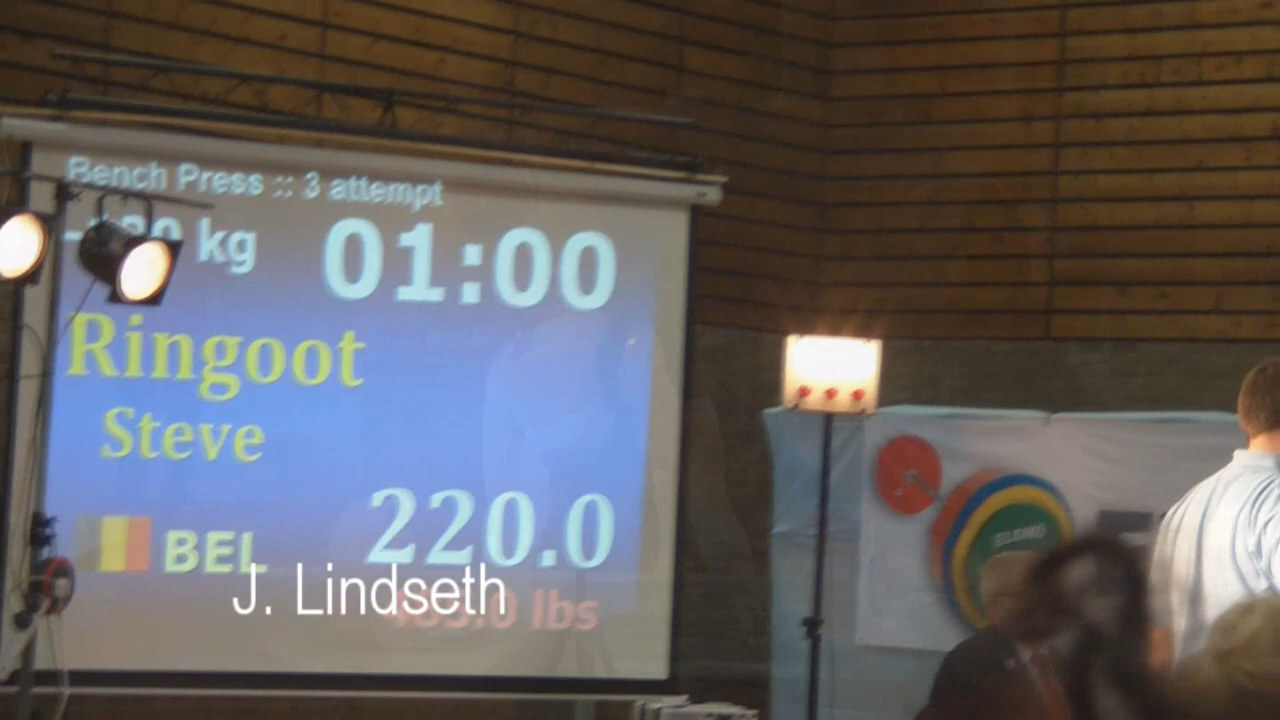 Bench Press :: 3 attempt
kg
01:00
Ringoot
Steve
220.0
BEL
J. Lindseth
lbs
ELEIKO